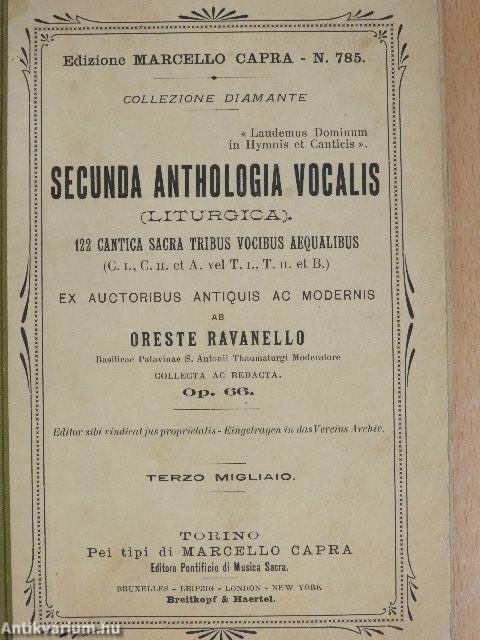 Edizione MARCELLO CAPRA - N. 785.
COLLEZIONE DIAMANTE
« Laudemus Dominum
in Hymnis et Canticis ».
SECUNDA ANTHOLOGIA VOCALIS
(LITURGICA).
122 CANTICA SACRA TRIBUS VOCIBUS AEQUALIBUS
(C. I., C. II. et A. vel T. I., T. II. et B.)
EX AUCTORIBUS ANTIQUIS AC MODERNIS
AB
ORESTE RAVANELLO
Basilicae Patavinae S. Antonii Thaumaturgi Moderatore
COLLECTA AC REDACTA.
Op. 66.
Editor sibi vindicat jus proprietatis - Eingetragen in das Vereins Archiv.
TERZO MIGLIAIO.
TORINO
Pei tipi di MARCELLO CAPRA
Editore Pontificio di Musica Sacra.
BRUXELLES - LEIPZIG - LONDON - NEW YORK
Breitkopf & Haertel.
Antikvárium.hu